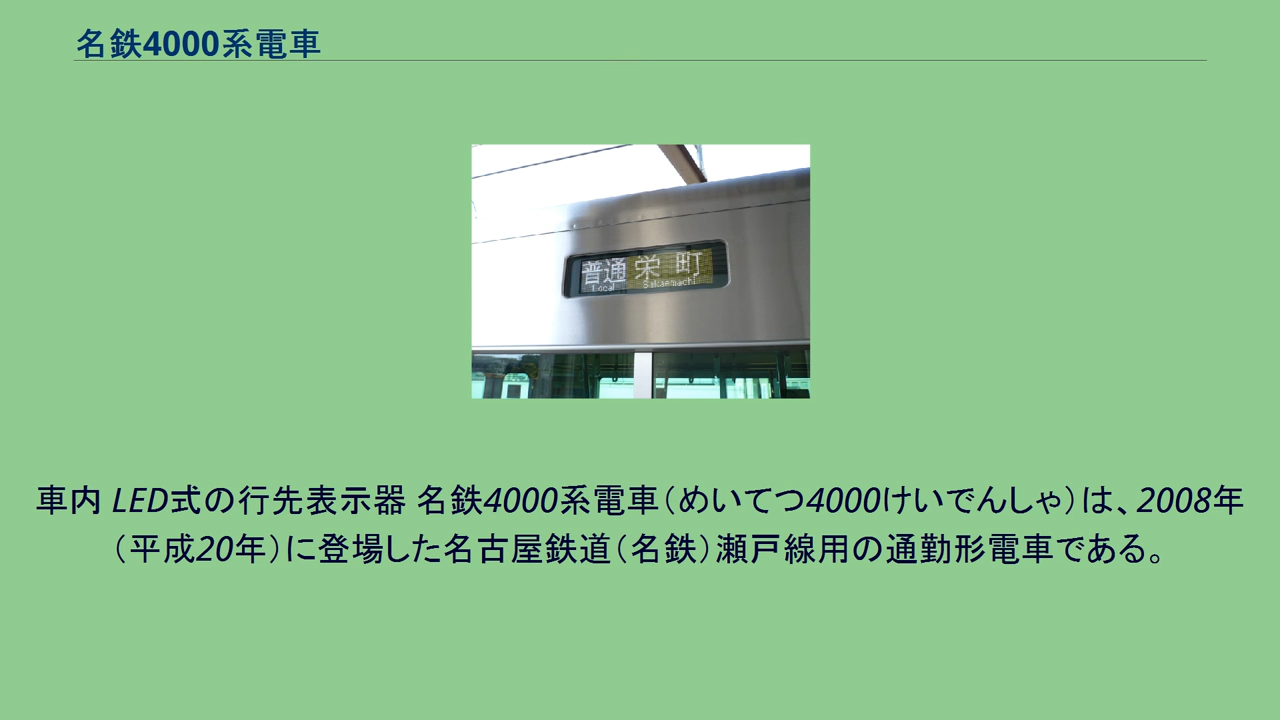 名鉄4000系電車
普通 栄町
Local Sakaemachi
車内 LED式の行先表示器 名鉄4000系電車（めいてつ4000けいでんしゃ）は、2008年
（平成20年）に登場した名古屋鉄道（名鉄）瀬戸線用の通勤形電車である。